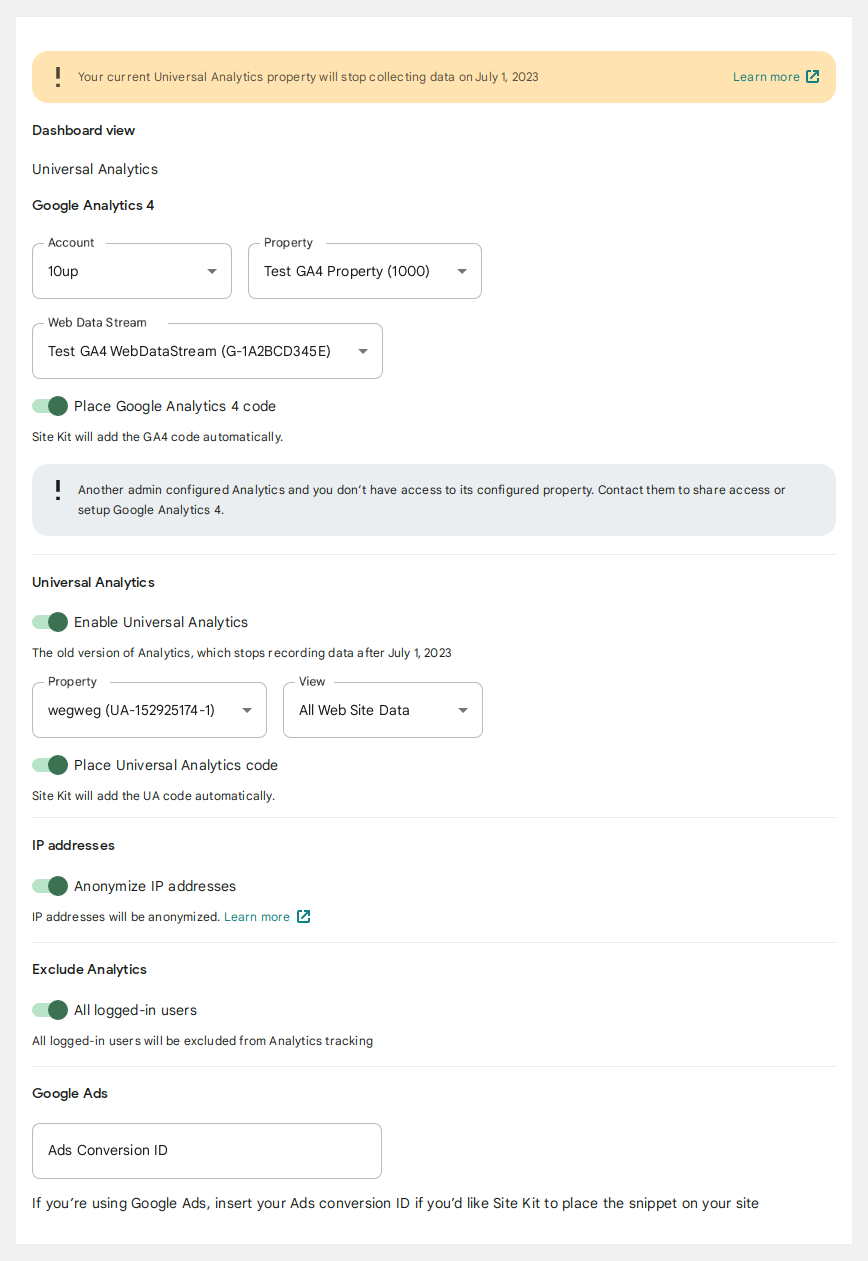 Your current Universal Analytics property will stop collecting data on July 1, 2023
Learn more
Dashboard view
Universal Analytics
Google Analytics 4
Account
Property
10up
Test GA4 Property (1000)
Web Data Stream
Test GA4 WebDataStream (G-1A2BCD345E)
Place Google Analytics 4 code
Site Kit will add the GA4 code automatically.
Another admin configured Analytics and you don’t have access to its configured property. Contact them to share access or
setup Google Analytics 4.
Universal Analytics
Enable Universal Analytics
The old version of Analytics, which stops recording data after July 1, 2023
Property
View
wegweg (UA-152925174-1)
All Web Site Data
Place Universal Analytics code
Site Kit will add the UA code automatically.
IP addresses
Anonymize IP addresses
IP addresses will be anonymized. Learn more
Exclude Analytics
All logged-in users
All logged-in users will be excluded from Analytics tracking
Google Ads
Ads Conversion ID
If you’re using Google Ads, insert your Ads conversion ID if you’d like Site Kit to place the snippet on your site